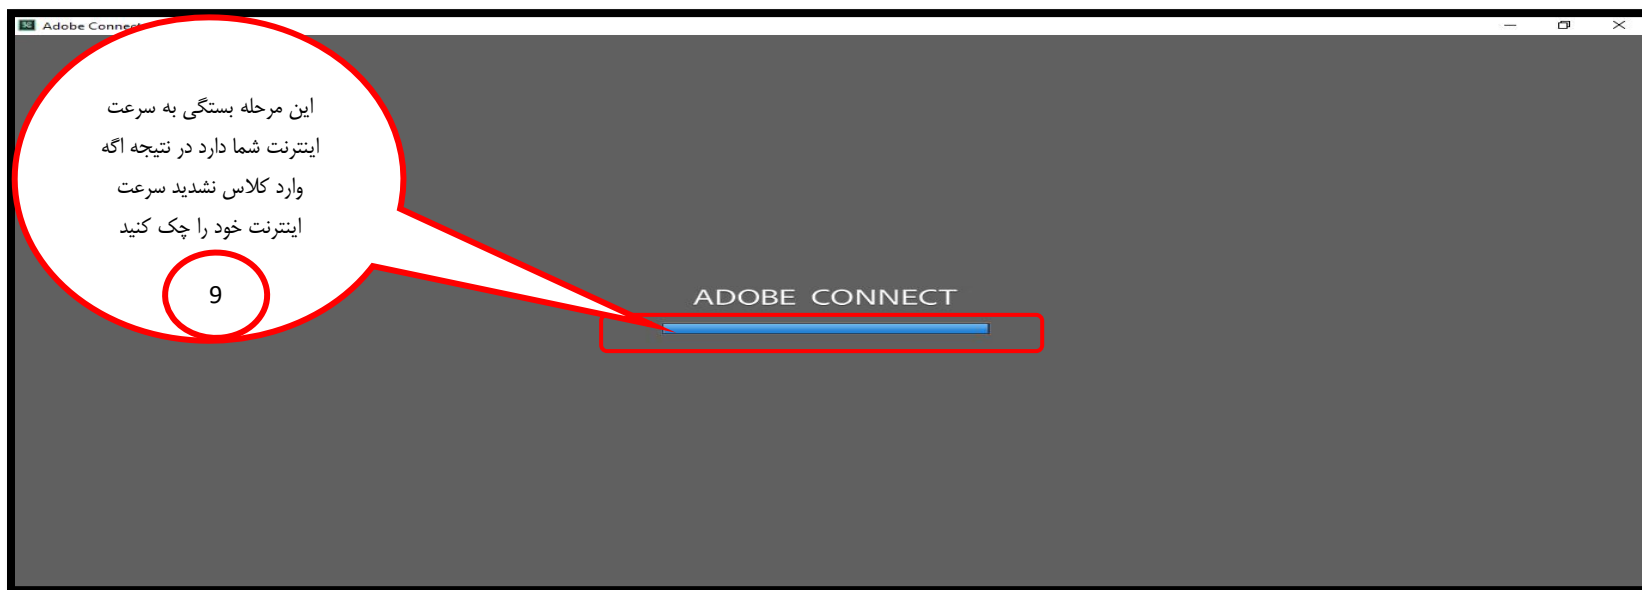 Adobe Connect
این مرحله بستگی به سرعت
اینترنت شما دارد در نتیجه اگه
وارد کلاس نشدید سرعت
اینترنت خود را چک کنید
9
ADOBE CONNECT